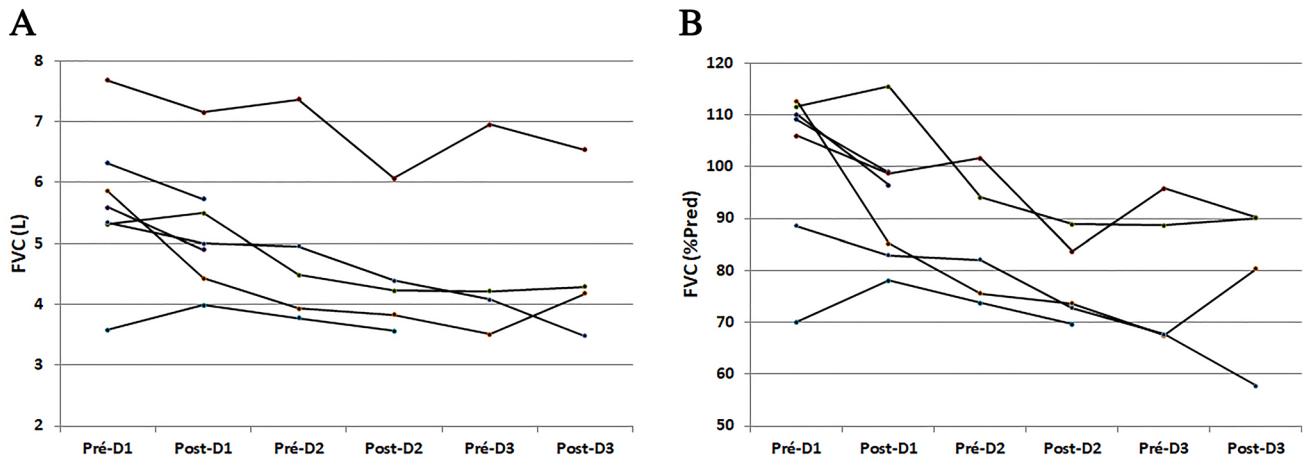 A
8
7
6
5
4
3
2
FVC (L)
Pré-D1 Post-D1 Pré-D2 Post-D2 Pré-D3 Post-D3
B
120
110
100
90
80
70
60
50
FVC (%Pred)
Pré-D1 Post-D1 Pré-D2 Post-D2 Pré-D3 Post-D3